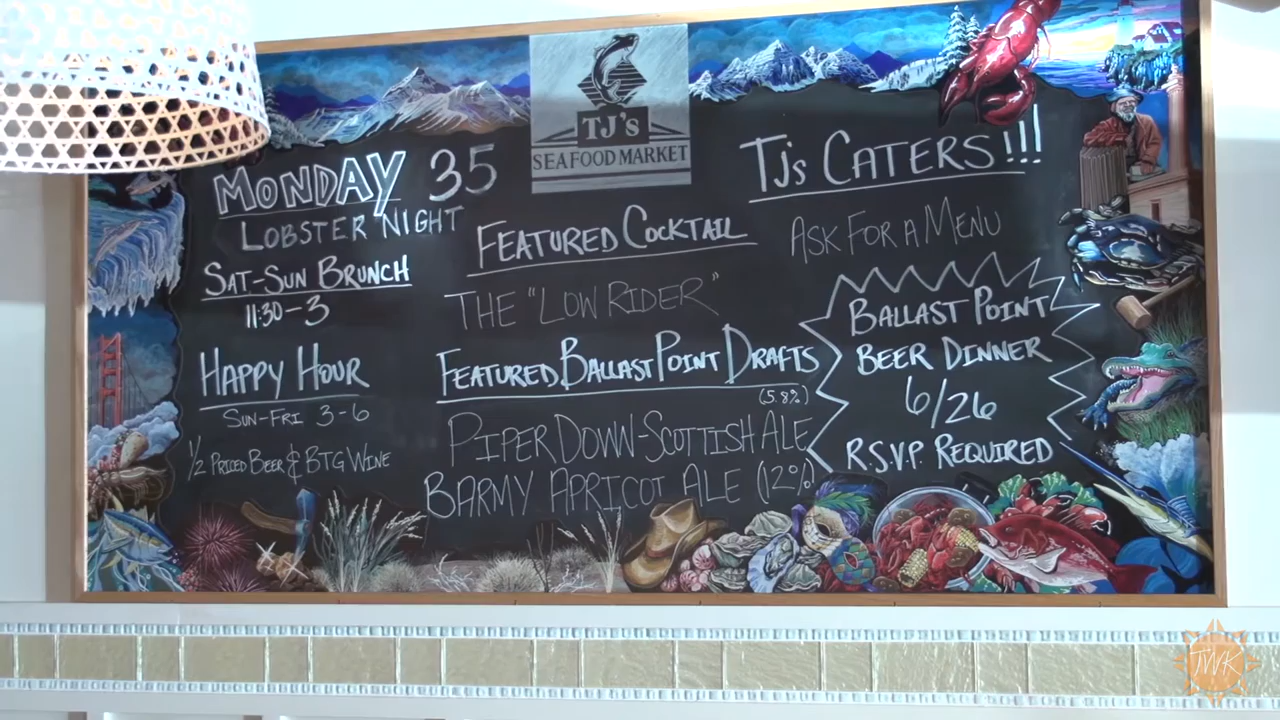 TJ's
SEAFOOD MARKET
MONDAY 35
LOBSTER NIGHT
SAT-SUN BRUNCH
11:30-3
HAPPY HOUR
SUN-FRI 3-6
1/2 PRICED BEER & BTG WINE
FEATURED COCKTAIL
THE "LOW RIDER"
FEATURED BALLAST POINT DRAFTS
(5.8%)
PIPER DOWN-SCOTTISH ALE
BARMY APRICOT ALE (12%)
TJs CATERS!!!
ASK FOR A MENU
BALLAST POINT
BEER DINNER
6/26
R.S.V.P. REQUIRED
TWK